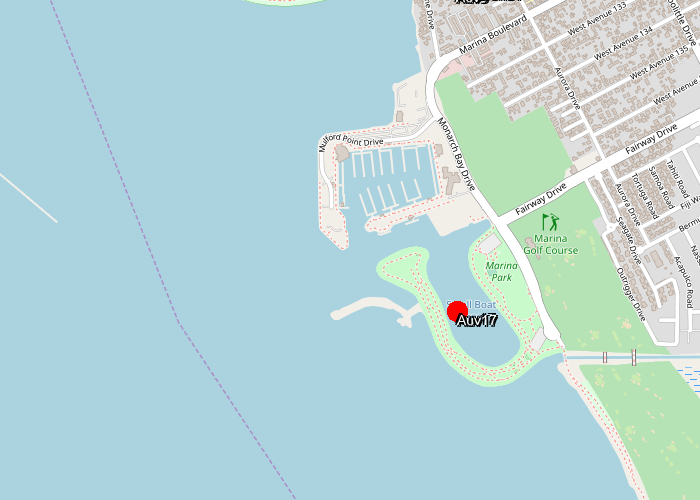 Marina Boulevard
West Avenue 133
West Avenue 134
West Avenue 135
West Avenue
Doolittle Drive
Aurora Drive
Mulford Point Drive
Monarch Bay Drive
Fairway Drive
Fairway Drive
Tahiti Road
Samoa Road
Tortuga Road
Aurora Drive
Fiji Wa
Bermu
Seagate Drive
Outrigger Drive
Acapulco Road
Nass
Marina
Golf Course
Marina
Park
Boat
Auv17